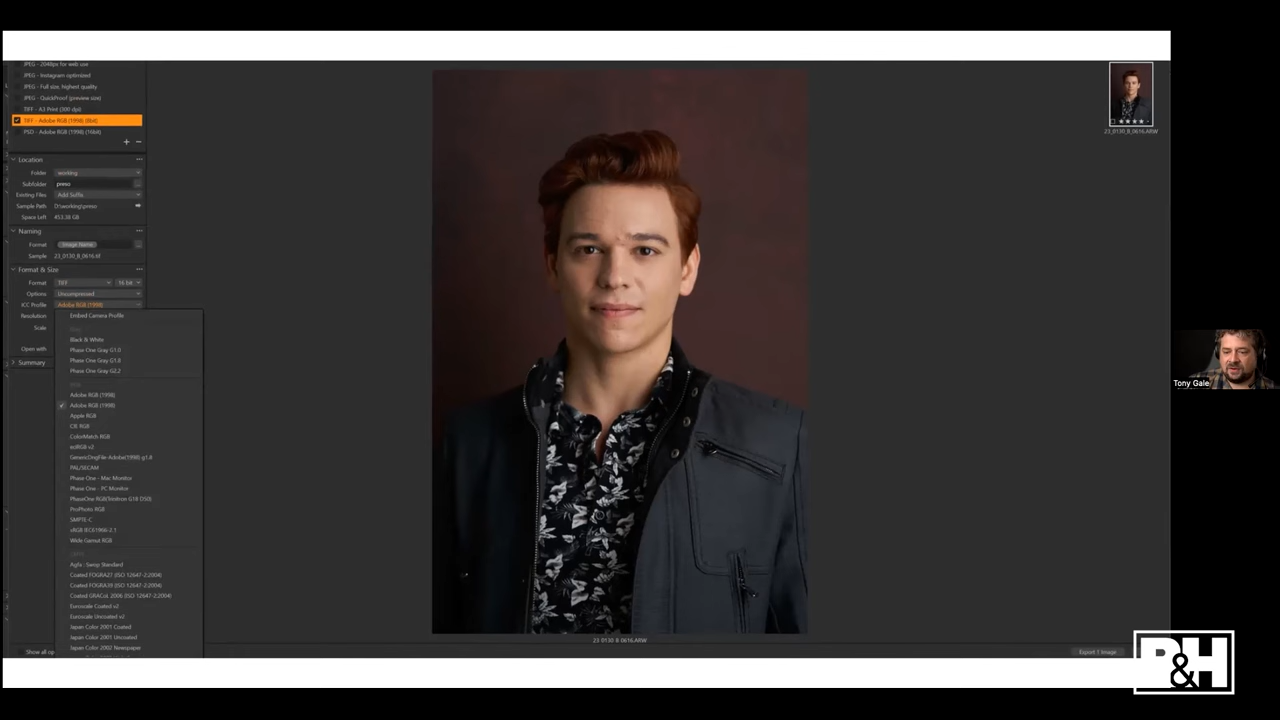 JPEG - 2048px for web use
JPEG - Instagram optimized
JPEG - Full size, highest quality
JPEG - QuickProof (preview size)
TIFF - A3 Print (300 dpi)
TIFF - Adobe RGB (1998) (8bit)
PSD - Adobe RGB (1998) (16bit)
+ −
Location ...
Folder working
Subfolder preso
Existing Files Add Suffix
Sample Path D:\working\preso
Space Left 453.28 GB
Naming ...
Format Image Name ...
Sample 23_0130_B_0616.tif
Format & Size ...
Format TIFF 16 bit
Options Uncompressed
ICC Profile Adobe RGB (1998)
Resolution
Scale
Open with
Summary
Embed Camera Profile
Black & White
Phase One Gray G1.0
Phase One Gray G1.8
Phase One Gray G2.2
Adobe RGB (1998)
Adobe RGB (1998)
Apple RGB
CIE RGB
ColorMatch RGB
eciRGB v2
GenericDngFile-Adobe(1998)-g1.8
PAL/SECAM
Phase One - Mac Monitor
Phase One - PC Monitor
PhaseOne RGB(Trinitron G18 D50)
ProPhoto RGB
SMPTE-C
sRGB IEC61966-2.1
Wide Gamut RGB
Agfa : Swop Standard
Coated FOGRA27 (ISO 12647-2:2004)
Coated FOGRA39 (ISO 12647-2:2004)
Coated GRACoL 2006 (ISO 12647-2:2004)
Euroscale Coated v2
Euroscale Uncoated v2
Japan Color 2001 Coated
Japan Color 2001 Uncoated
Japan Color 2002 Newspaper
Show all op
23_0130_B_0616.ARW
Export 1 Image
23_0130_B_0616.ARW
Tony Gale
B&H